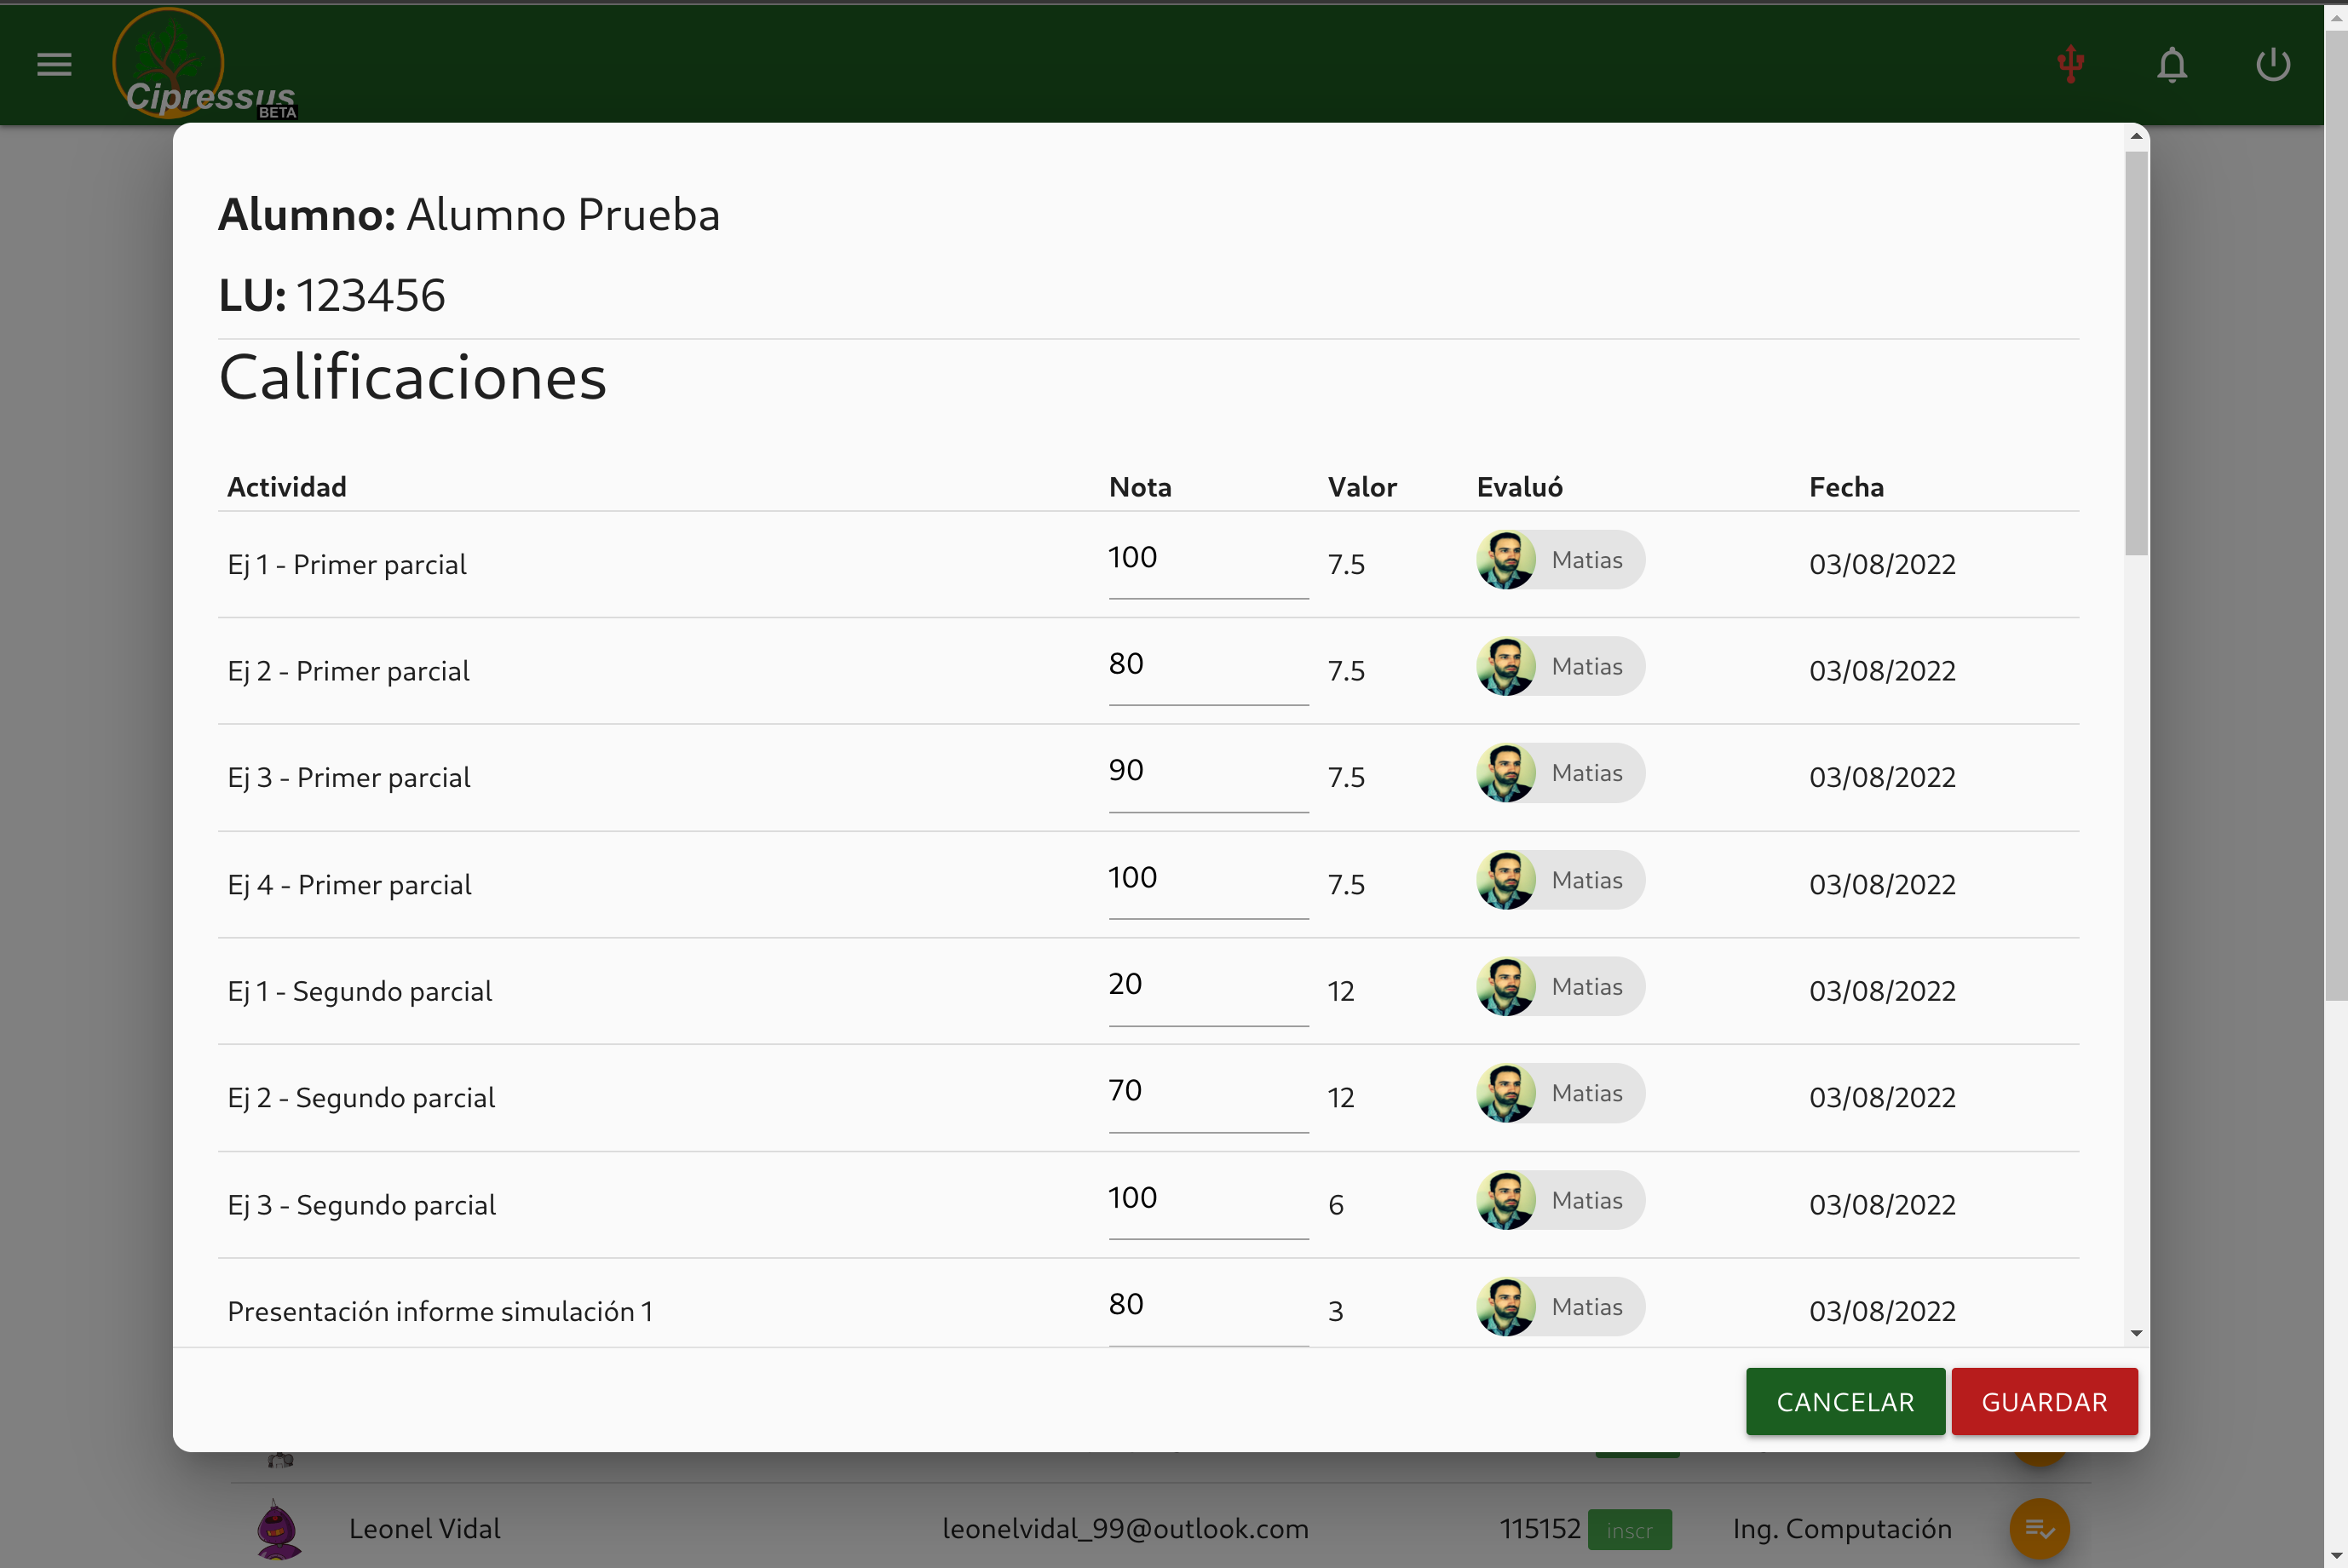 Cipressus
BETA
Alumno: Alumno Prueba
LU: 123456
Calificaciones
Actividad Nota Valor Evaluó Fecha
Ej 1 - Primer parcial 100 7.5 Matias 03/08/2022
Ej 2 - Primer parcial 80 7.5 Matias 03/08/2022
Ej 3 - Primer parcial 90 7.5 Matias 03/08/2022
Ej 4 - Primer parcial 100 7.5 Matias 03/08/2022
Ej 1 - Segundo parcial 20 12 Matias 03/08/2022
Ej 2 - Segundo parcial 70 12 Matias 03/08/2022
Ej 3 - Segundo parcial 100 6 Matias 03/08/2022
Presentación informe simulación 1 80 3 Matias 03/08/2022
CANCELAR GUARDAR
Leonel Vidal leonelvidal_99@outlook.com 115152 inscr Ing. Computación